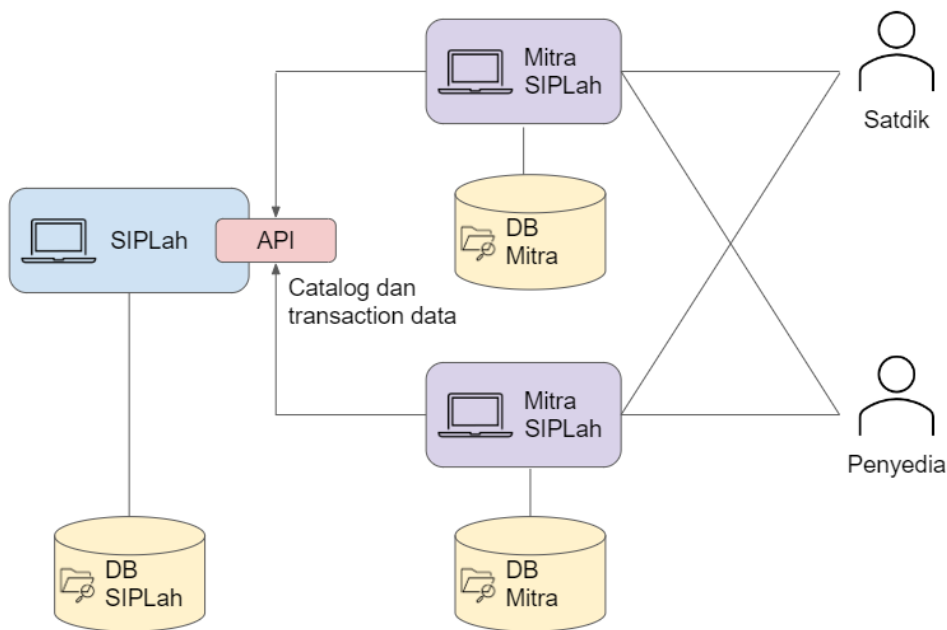 Mitra
SIPLah
Satdik
DB
Mitra
SIPLah
API
Catalog dan
transaction data
Mitra
SIPLah
Penyedia
DB
SIPLah
DB
Mitra